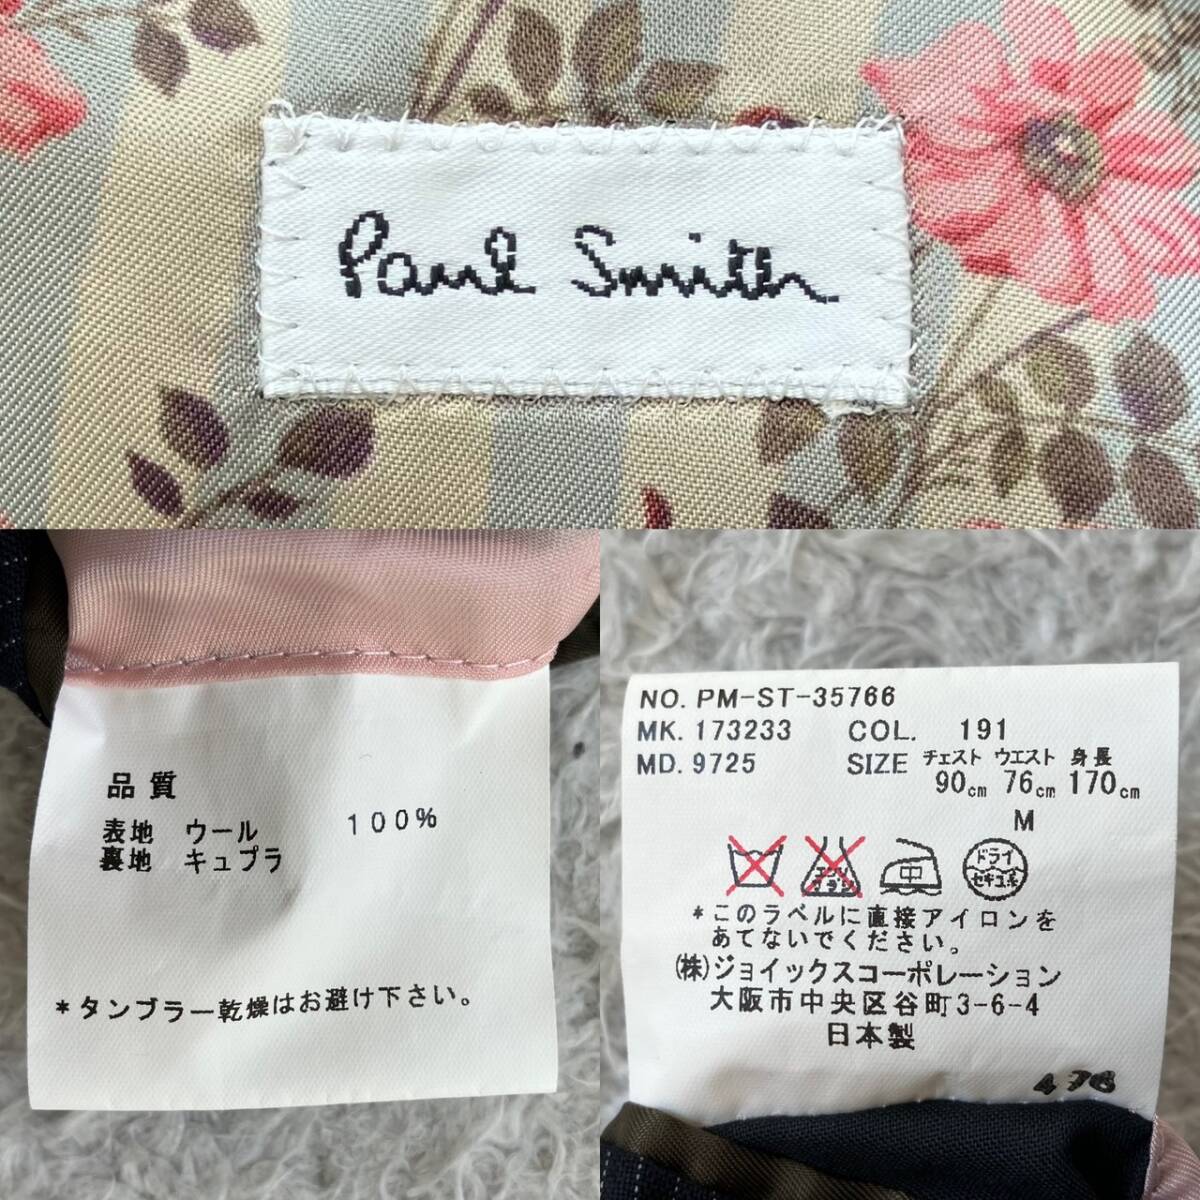 Paul Smith
品質
表地 ウール 100%
裏地 キュプラ
*タンブラー乾燥はお避け下さい。
NO. PM-ST-35766
MK. 173233 COL. 191
MD. 9725 SIZE チェスト ウエスト 身長
90cm 76cm 170cm
M
中 ドライ
セキユ系
*このラベルに直接アイロンを
あてないでください。
(株)ジョイックスコーポレーション
大阪市中央区谷町3-6-4
日本製